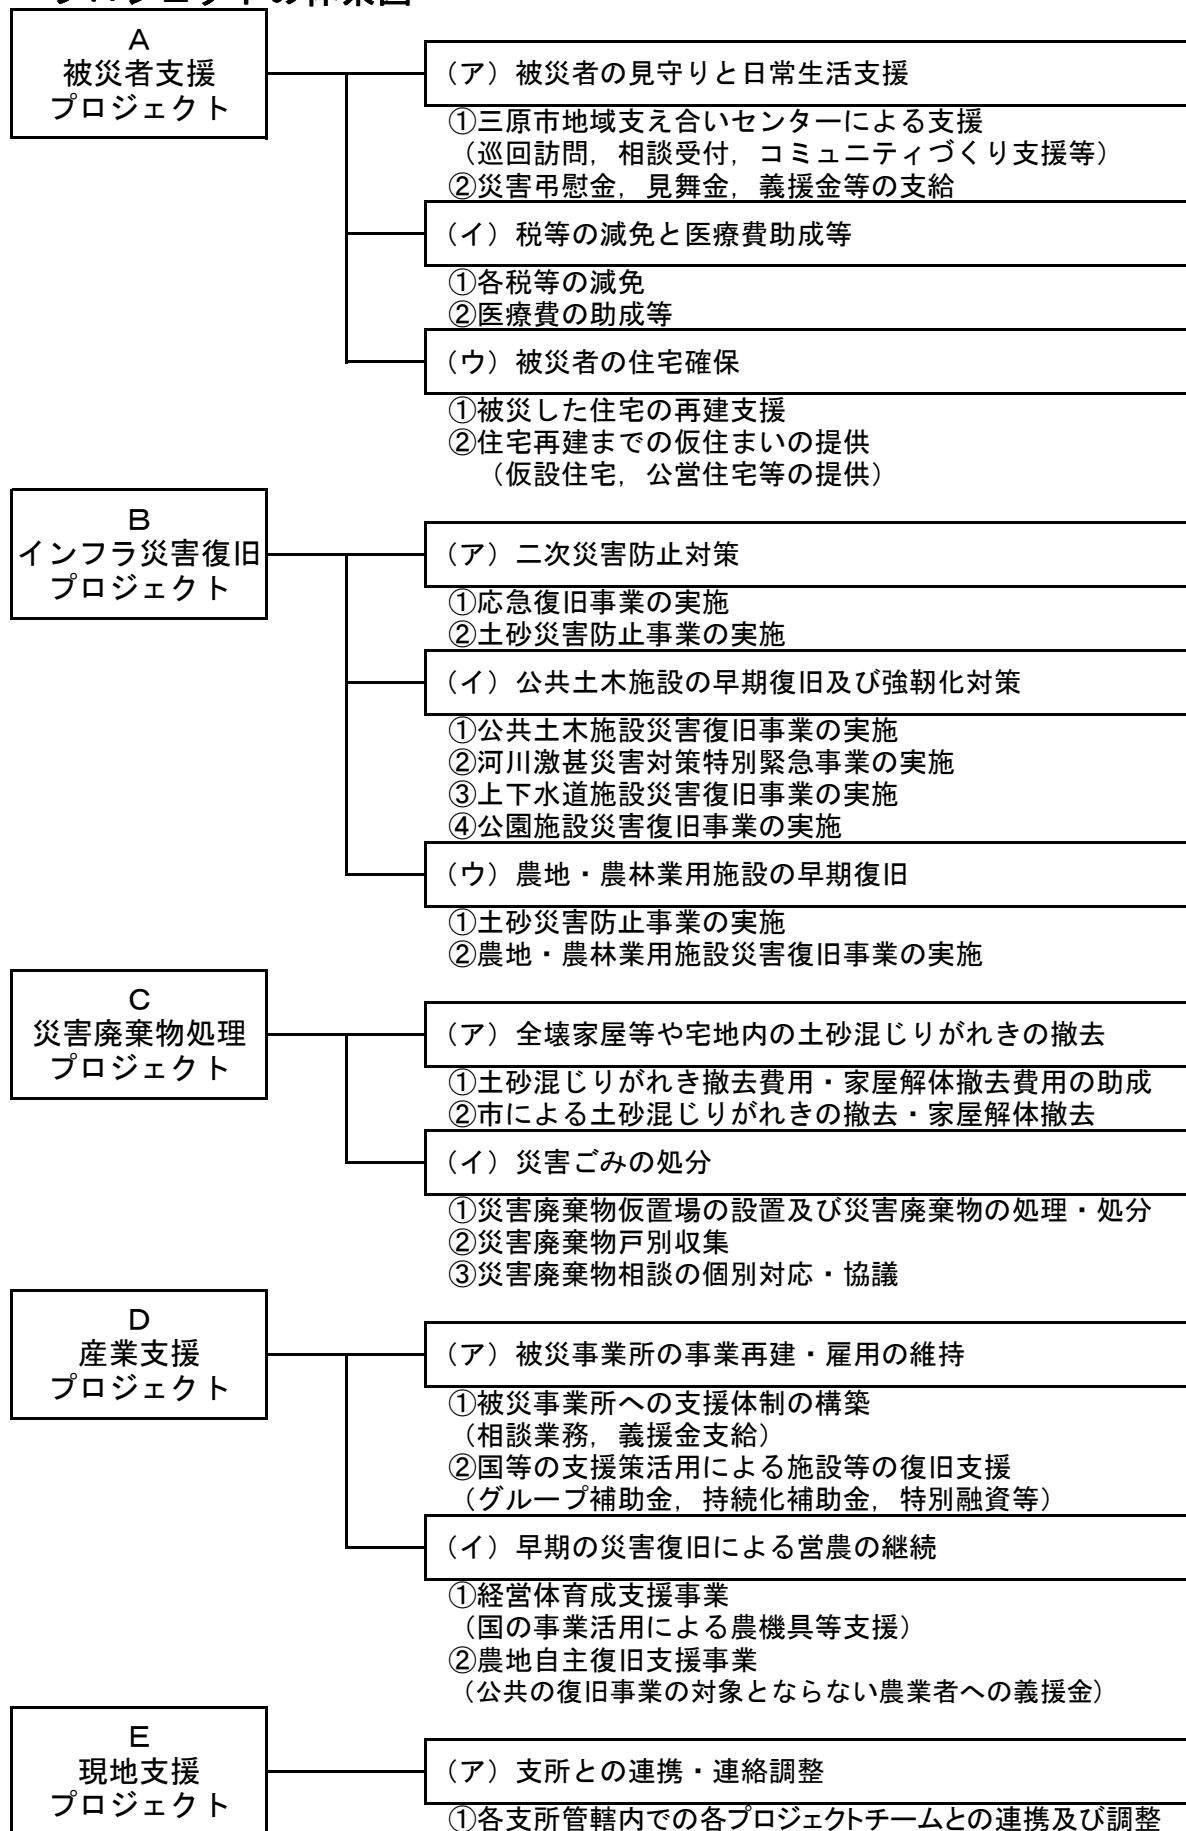 A
被災者支援
プロジェクト
(ア)被災者の見守りと日常生活支援
①三原市地域支え合いセンターによる支援
(巡回訪問，相談受付，コミュニティづくり支援等)
②災害弔慰金，見舞金，義援金等の支給
(イ)税等の減免と医療費助成等
①各税等の減免
②医療費の助成等
(ウ)被災者の住宅確保
①被災した住宅の再建支援
②住宅再建までの仮住まいの提供
(仮設住宅，公営住宅等の提供)
B
インフラ災害復旧
プロジェクト
(ア)二次災害防止対策
①応急復旧事業の実施
②土砂災害防止事業の実施
(イ)公共土木施設の早期復旧及び強靭化対策
①公共土木施設災害復旧事業の実施
②河川激甚災害対策特別緊急事業の実施
③上下水道施設災害復旧事業の実施
④公園施設災害復旧事業の実施
(ウ)農地・農林業用施設の早期復旧
①土砂災害防止事業の実施
②農地・農林業用施設災害復旧事業の実施
C
災害廃棄物処理
プロジェクト
(ア)全壊家屋等や宅地内の土砂混じりがれきの撤去
①土砂混じりがれき撤去費用・家屋解体撤去費用の助成
②市による土砂混じりがれきの撤去・家屋解体撤去
(イ)災害ごみの処分
①災害廃棄物仮置場の設置及び災害廃棄物の処理・処分
②災害廃棄物戸別収集
③災害廃棄物相談の個別対応・協議
D
産業支援
プロジェクト
(ア)被災事業所の事業再建・雇用の維持
①被災事業所への支援体制の構築
(相談業務，義援金支給)
②国等の支援策活用による施設等の復旧支援
(グループ補助金，持続化補助金，特別融資等)
(イ)早期の災害復旧による営農の継続
①経営体育成支援事業
(国の事業活用による農機具等支援)
②農地自主復旧支援事業
(公共の復旧事業の対象とならない農業者への義援金)
E
現地支援
プロジェクト
(ア)支所との連携・連絡調整
①各支所管轄内での各プロジェクトチームとの連携及び調整